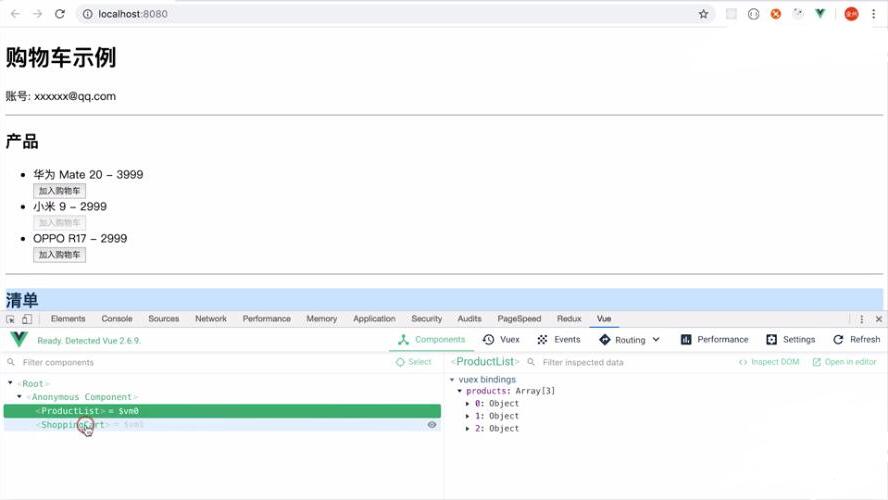 localhost:8080
购物车示例
账号: xxxxxx@qq.com
产品
华为 Mate 20 - 3999
加入购物车
小米 9 - 2999
加入购物车
OPPO R17 - 2999
加入购物车
清单
Elements Console Sources Network Performance Memory Application Security Audits PageSpeed Redux Vue
Ready. Detected Vue 2.6.9. Components Vuex Events Routing Performance Settings Refresh
Filter components Select <ProductList> Filter inspected data Inspect DOM Open in editor
<Root>
<Anonymous Component>
<ProductList> = $vm0
<ShoppingCart> = $vm1
vuex bindings
products: Array[3]
0: Object
1: Object
2: Object